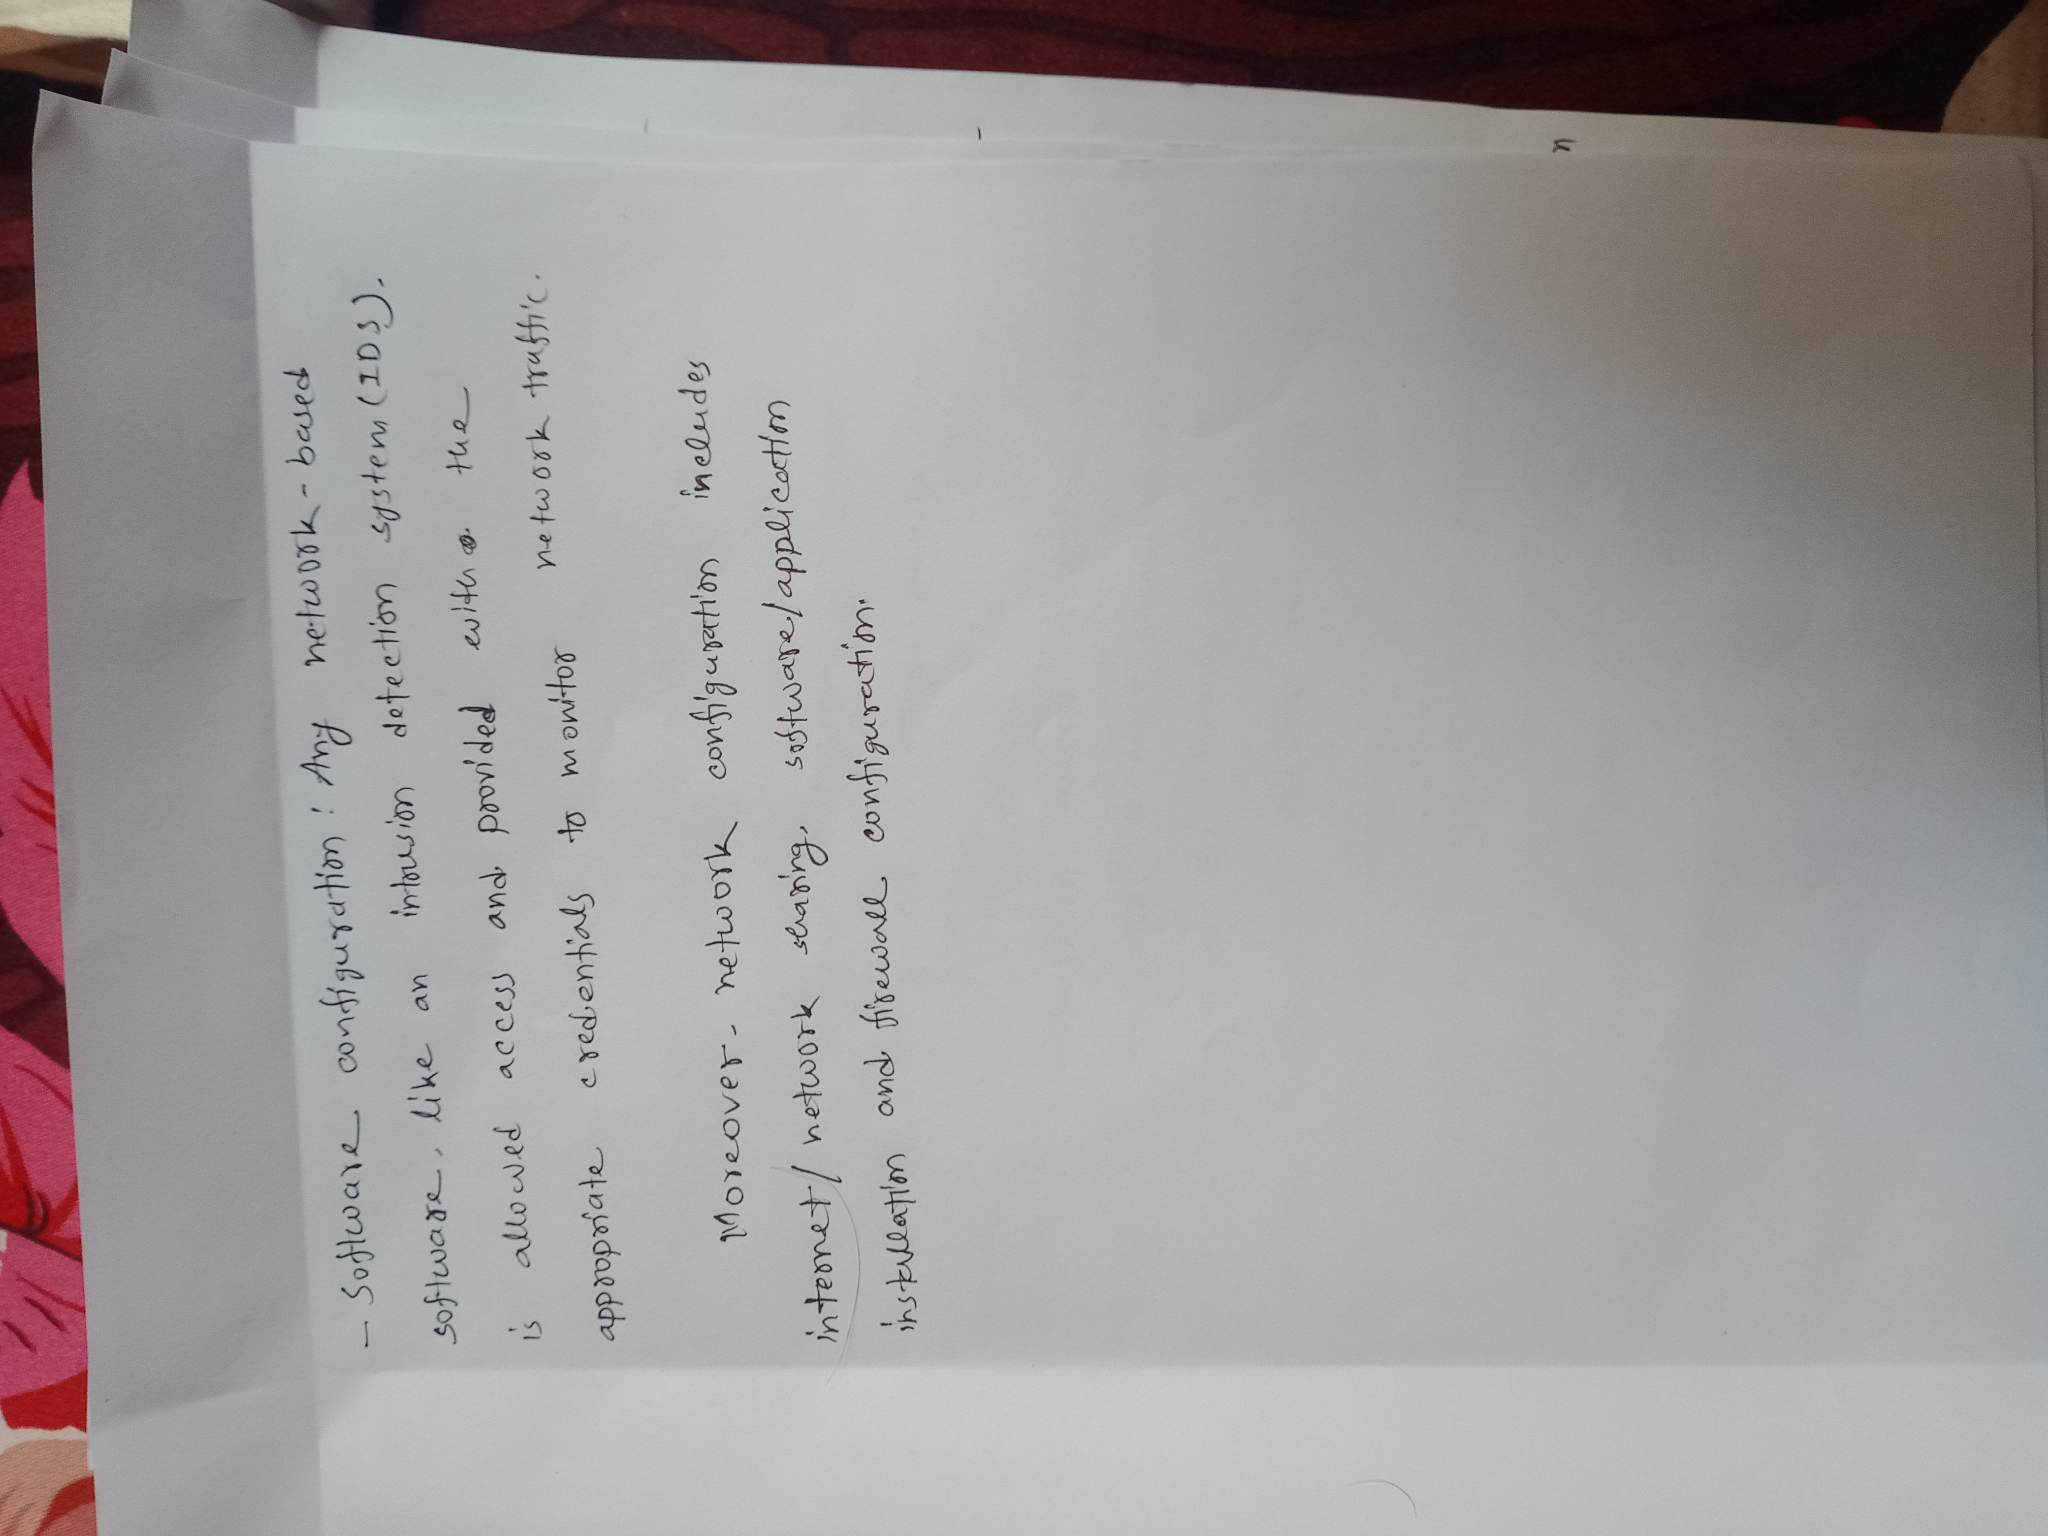 - Software configuration: Any network-based
software, like an intrusion detection system (IDS),
is allowed access and provided with the
appropriate credentials to monitor network traffic.
Moreover, network configuration includes
internet/network sharing, software/application
installation and firewall configuration.
n